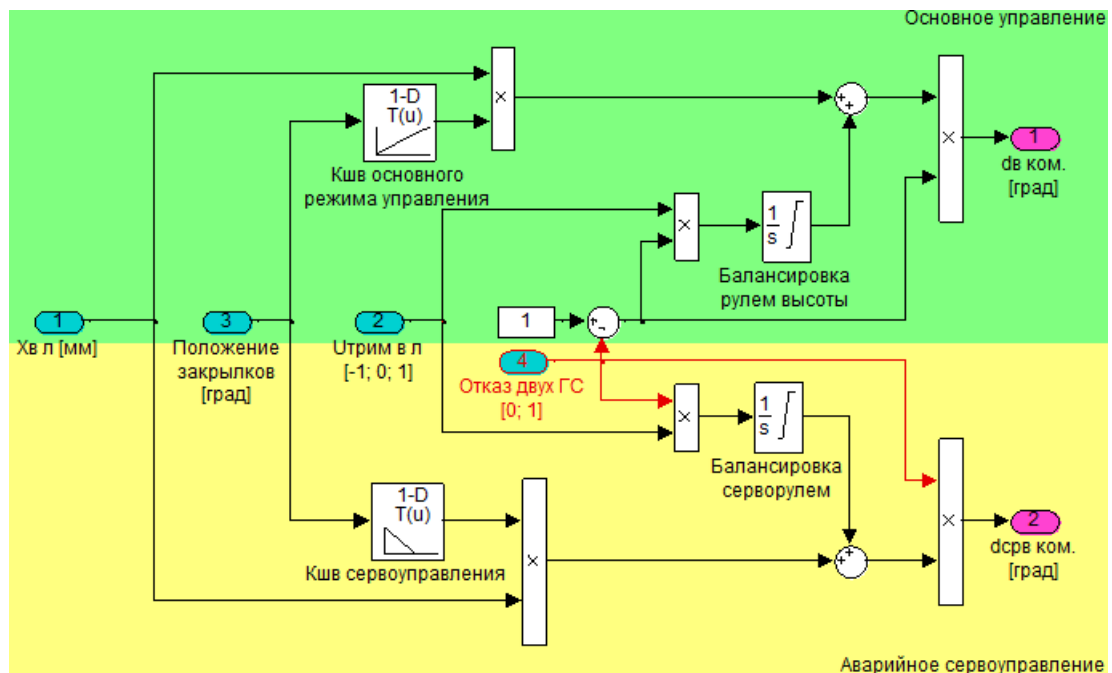 Основное управление
×
1-D
T(u)
Кшв основного
режима управления
+
+
×
1
dв ком.
[град]
×
1
s
Балансировка
рулем высоты
1
Xв л [мм]
3
Положение
закрылков
[град]
2
Uтрим в л
[-1; 0; 1]
1
+
-
4
Отказ двух ГС
[0; 1]
×
1
s
Балансировка
серворулем
1-D
T(u)
Кшв сервоуправления
×
+
+
×
2
dсрв ком.
[град]
Аварийное сервоуправление